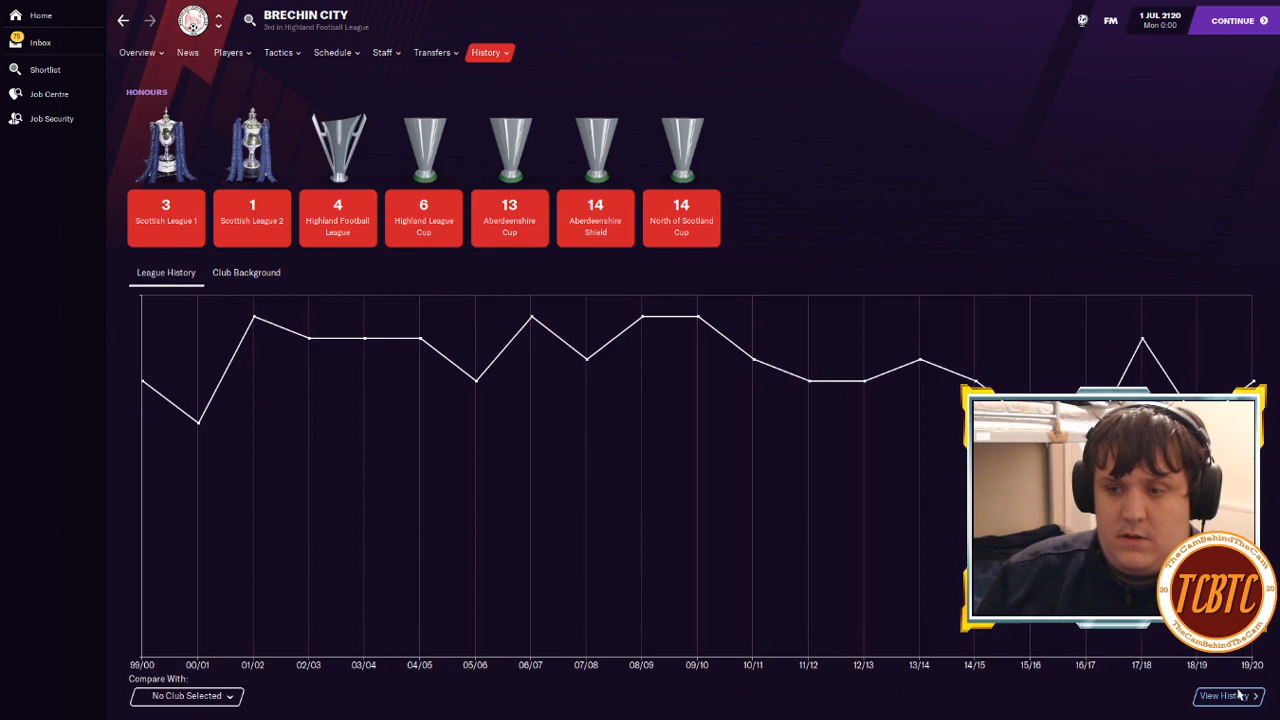 Home
Inbox
75
Shortlist
Job Centre
Job Security
BRECHIN CITY
3rd in Highland Football League
FM
1 JUL 2120
Mon 0:00
CONTINUE
Overview
News
Players
Tactics
Schedule
Staff
Transfers
History
HONOURS
3
Scottish League 1
1
Scottish League 2
4
Highland Football
League
6
Highland League
Cup
13
Aberdeenshire
Cup
14
Aberdeenshire
Shield
14
North of Scotland
Cup
League History
Club Background
99/00
00/01
01/02
02/03
03/04
04/05
05/06
06/07
07/08
08/09
09/10
10/11
11/12
12/13
13/14
14/15
15/16
16/17
17/18
18/19
19/20
Compare With:
No Club Selected
View History
TheCamBehindTheCam
20
TCBTC
20
TheCamBehindTheCam